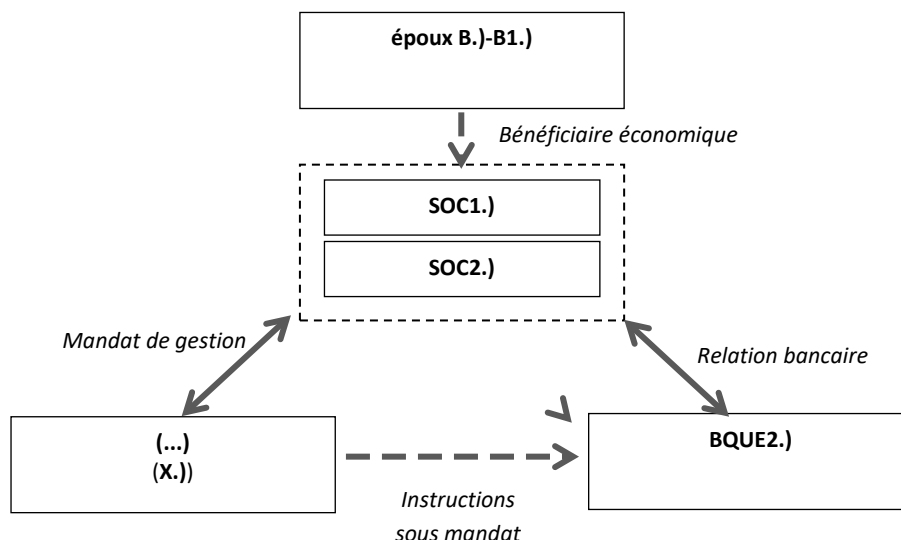 époux B.)-B1.)
Bénéficiaire économique
SOC1.)
SOC2.)
Mandat de gestion
Relation bancaire
(...)
(X.))
BQUE2.)
Instructions
sous mandat